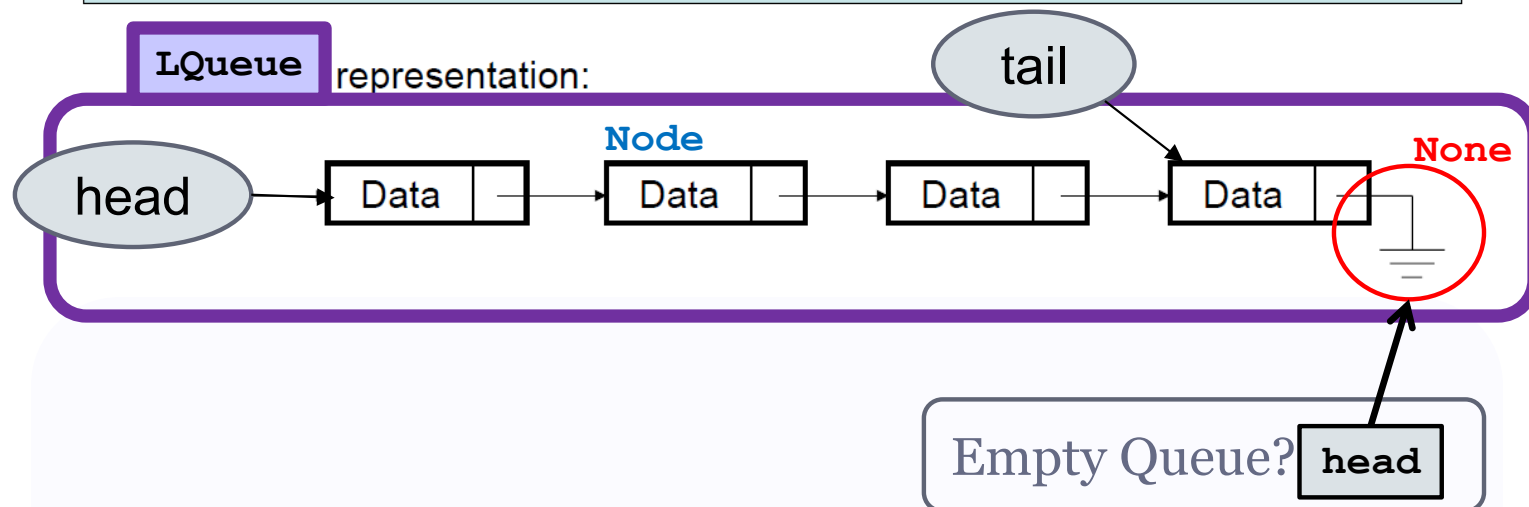 LQueue representation:
tail
head
Node
None
Data Data Data Data
Empty Queue? head